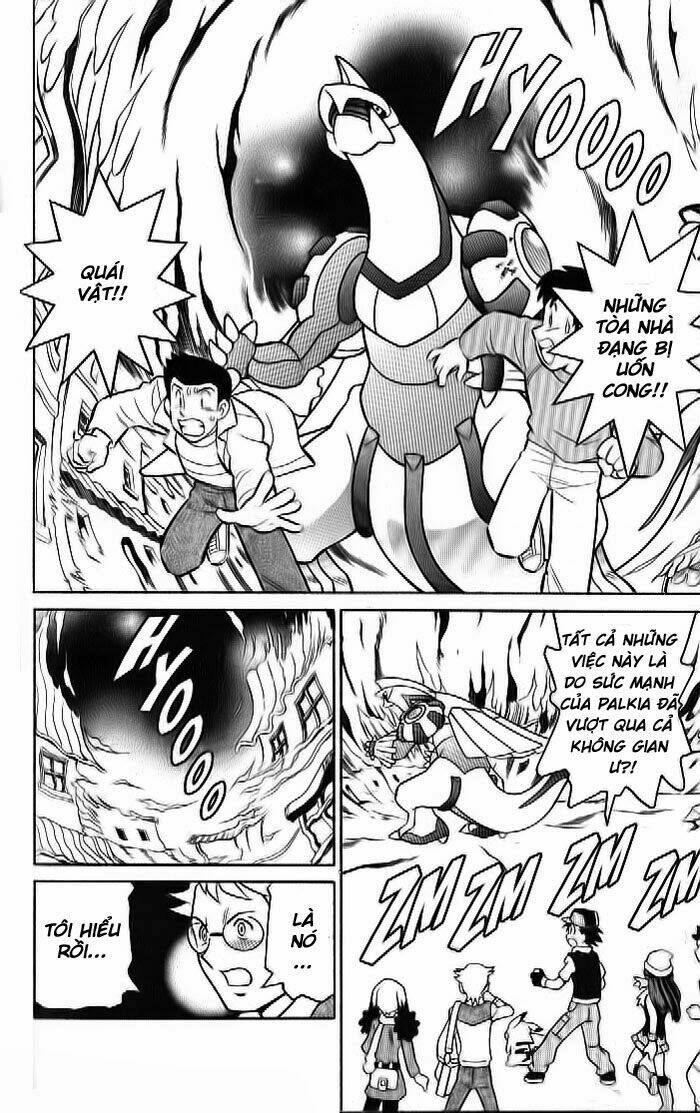 HYOOOO
NHỮNG
TÒA NHÀ
ĐẠNG BỊ
UỐN
CONG!!
QUÁI
VẬT!!
TẤT CẢ NHỮNG
VIỆC NÀY LÀ
DO SỨC MẠNH
CỦA PALKIA ĐÃ
VƯỢT QUA CẢ
KHÔNG GIAN
Ư?!
HYOOOO
ZM ZM ZM ZM
LÀ
NÓ
...
TÔI HIỂU
RỒI...